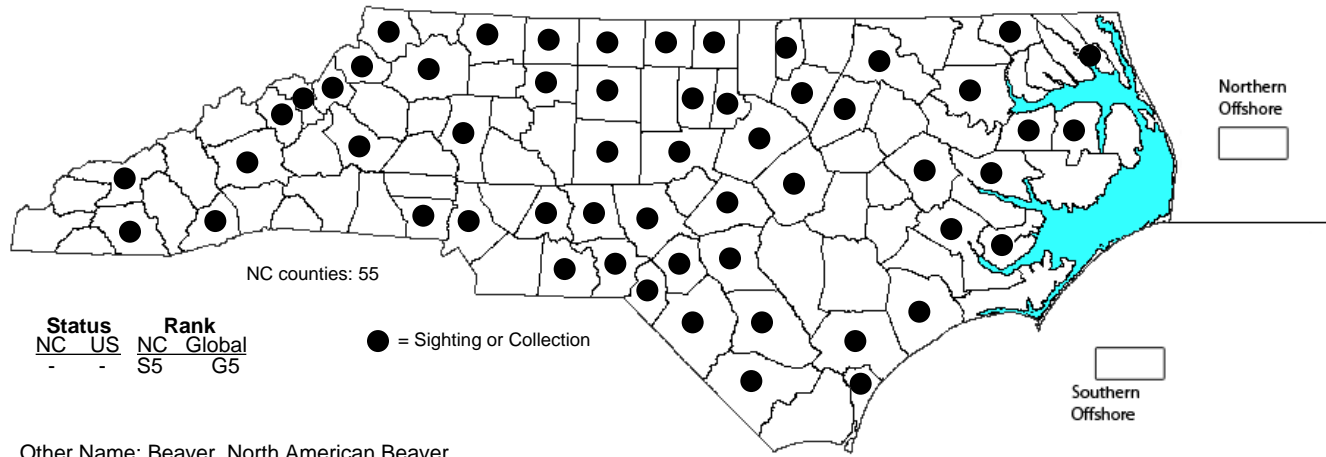 Northern
Offshore
NC counties: 55
Status Rank
NC US NC Global
- - S5 G5
= Sighting or Collection
Southern
Offshore
Other Name: Beaver, North American Beaver